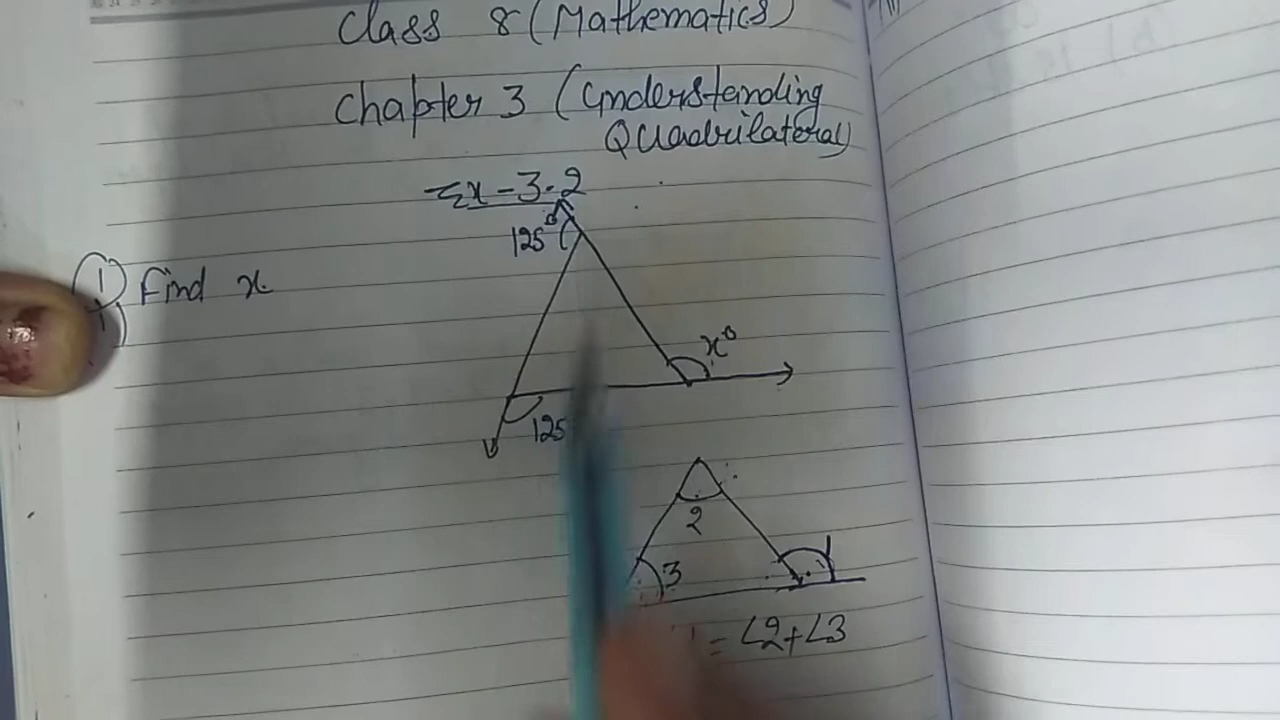 Class 8 (Mathematics)
Chapter 3 (Understanding
Quadrilateral)
Ex-3.2
125°
① Find x
x°
125
2
3
1
= ∠2+∠3